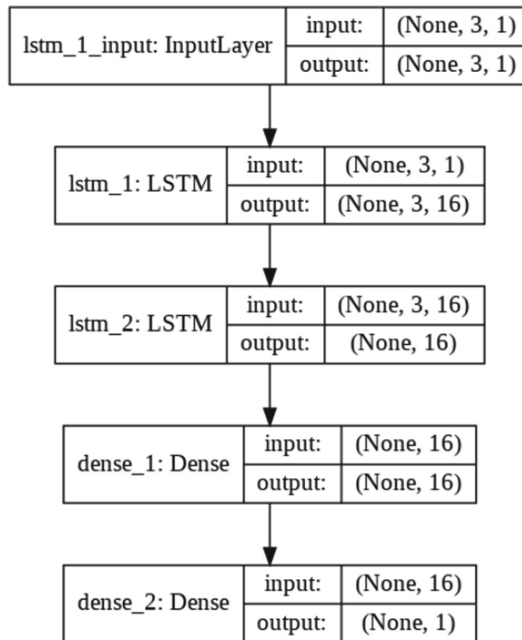 lstm_1_input: InputLayer
input: (None, 3, 1)
output: (None, 3, 1)
lstm_1: LSTM
input: (None, 3, 1)
output: (None, 3, 16)
lstm_2: LSTM
input: (None, 3, 16)
output: (None, 16)
dense_1: Dense
input: (None, 16)
output: (None, 16)
dense_2: Dense
input: (None, 16)
output: (None, 1)